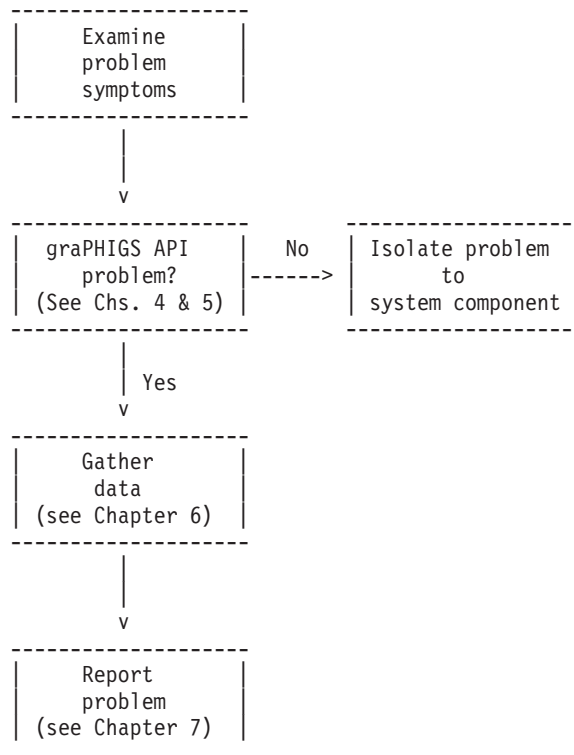 Examine
problem
symptoms
graPHIGS API
problem?
(See Chs. 4 & 5)
No
Isolate problem
to
system component
Yes
Gather
data
(see Chapter 6)
Report
problem
(see Chapter 7)